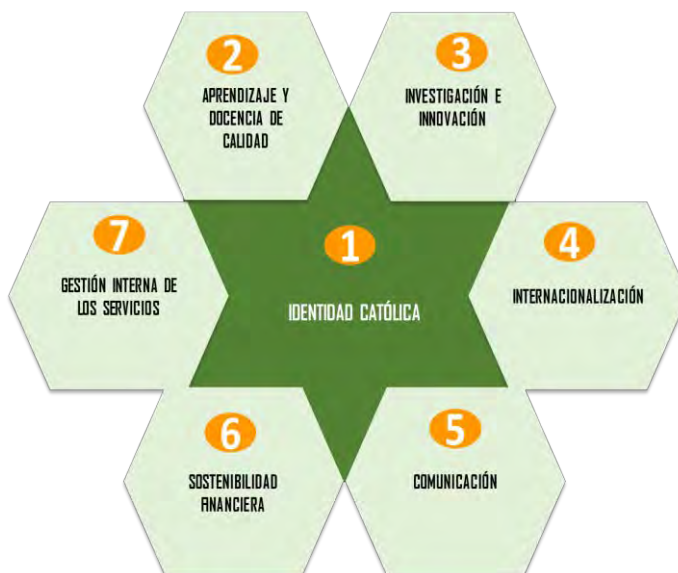 1
IDENTIDAD CATÓLICA
2
APRENDIZAJE Y
DOCENCIA DE
CALIDAD
3
INVESTIGACIÓN E
INNOVACIÓN
4
INTERNACIONALIZACIÓN
5
COMUNICACIÓN
6
SOSTENIBILIDAD
FINANCIERA
7
GESTIÓN INTERNA DE
LOS SERVICIOS